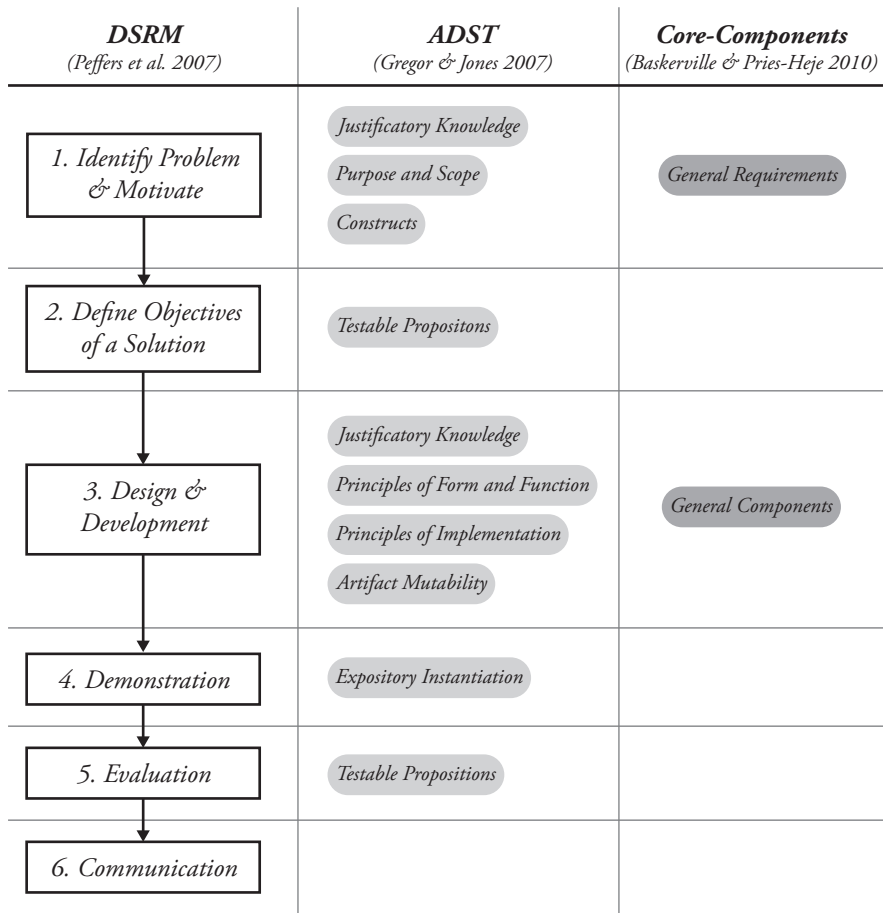 DSRM
(Peffers et al. 2007)
ADST
(Gregor & Jones 2007)
Core-Components
(Baskerville & Pries-Heje 2010)
1. Identify Problem
& Motivate
Justificatory Knowledge
Purpose and Scope
Constructs
General Requirements
2. Define Objectives
of a Solution
Testable Propositons
3. Design &
Development
Justificatory Knowledge
Principles of Form and Function
Principles of Implementation
Artifact Mutability
General Components
4. Demonstration
Expository Instantiation
5. Evaluation
Testable Propositions
6. Communication